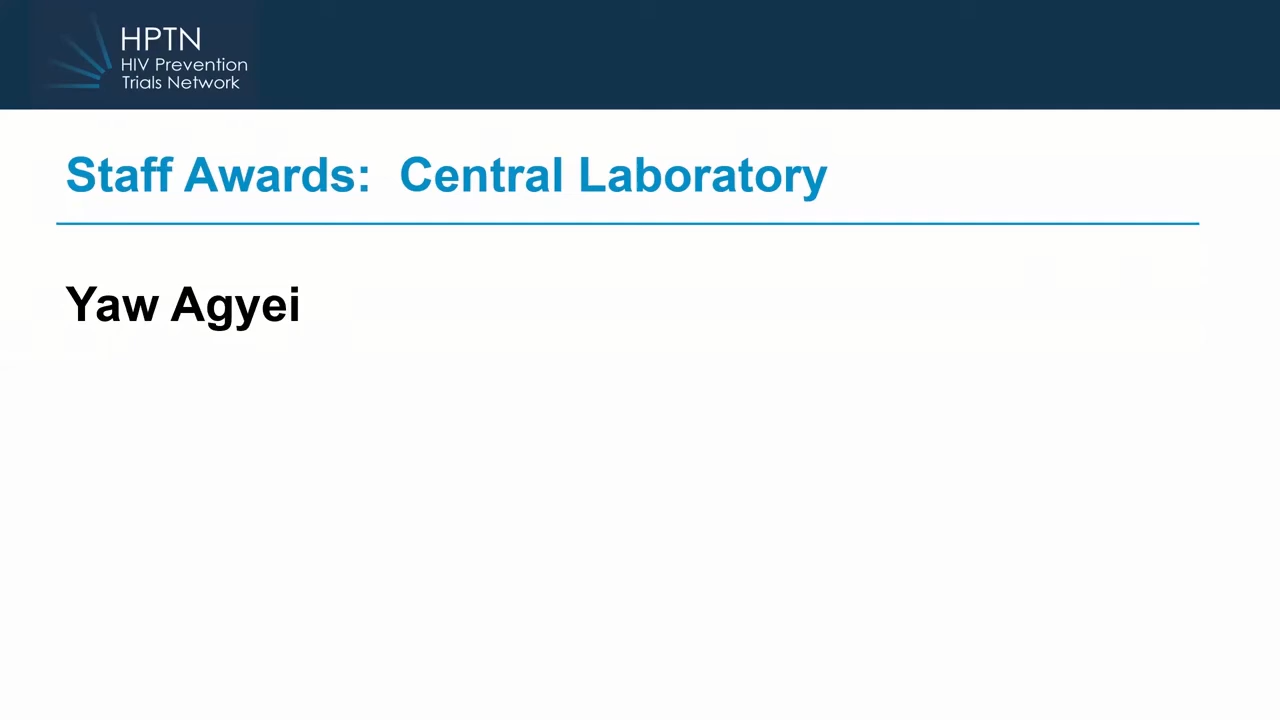 HPTN
HIV Prevention
Trials Network
Staff Awards: Central Laboratory
Yaw Agyei